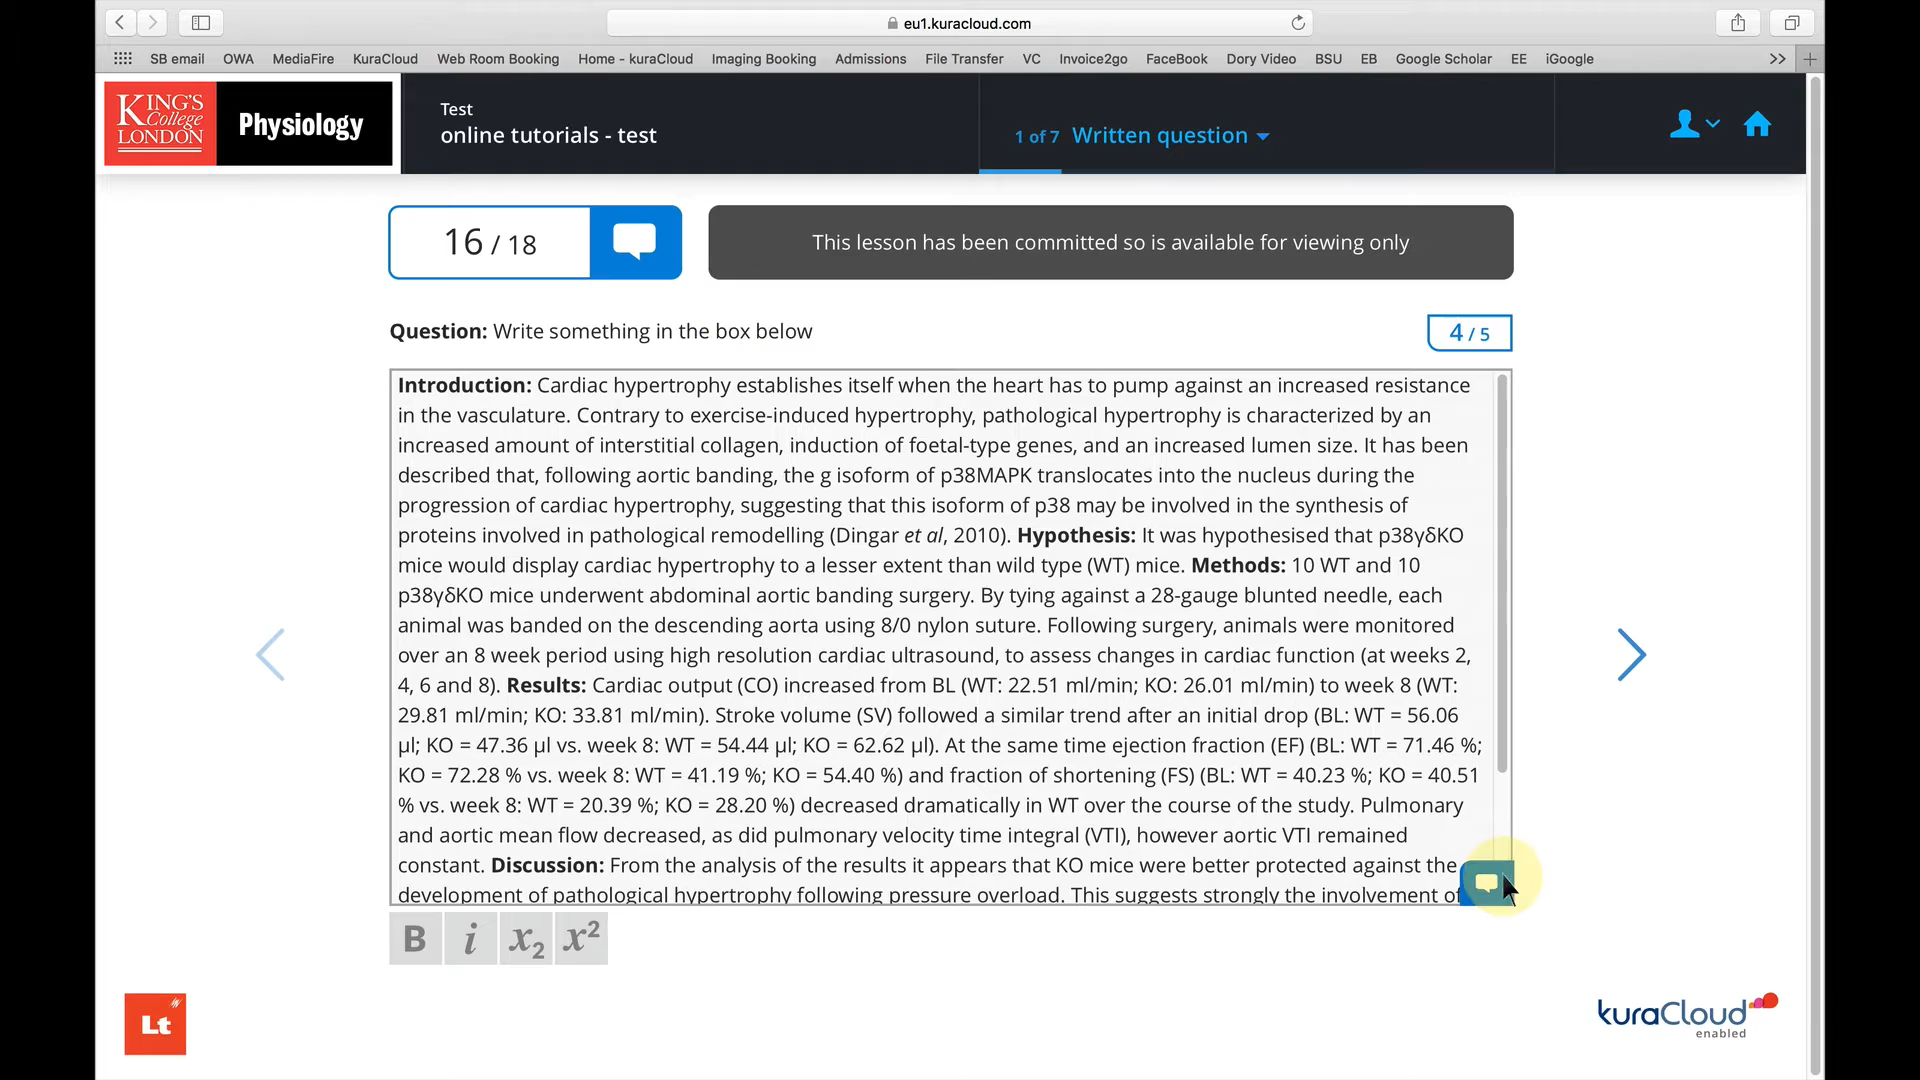 eu1.kuracloud.com
SB email OWA MediaFire KuraCloud Web Room Booking Home - kuraCloud Imaging Booking Admissions File Transfer VC Invoice2go FaceBook Dory Video BSU EB Google Scholar EE iGoogle
KING'S
College
LONDON
Physiology
Test
online tutorials - test
1 of 7 Written question
16 / 18
This lesson has been committed so is available for viewing only
Question: Write something in the box below
4 / 5
Introduction: Cardiac hypertrophy establishes itself when the heart has to pump against an increased resistance
in the vasculature. Contrary to exercise-induced hypertrophy, pathological hypertrophy is characterized by an
increased amount of interstitial collagen, induction of foetal-type genes, and an increased lumen size. It has been
described that, following aortic banding, the g isoform of p38MAPK translocates into the nucleus during the
progression of cardiac hypertrophy, suggesting that this isoform of p38 may be involved in the synthesis of
proteins involved in pathological remodelling (Dingar et al, 2010). Hypothesis: It was hypothesised that p38γδKO
mice would display cardiac hypertrophy to a lesser extent than wild type (WT) mice. Methods: 10 WT and 10
p38γδKO mice underwent abdominal aortic banding surgery. By tying against a 28-gauge blunted needle, each
animal was banded on the descending aorta using 8/0 nylon suture. Following surgery, animals were monitored
over an 8 week period using high resolution cardiac ultrasound, to assess changes in cardiac function (at weeks 2,
4, 6 and 8). Results: Cardiac output (CO) increased from BL (WT: 22.51 ml/min; KO: 26.01 ml/min) to week 8 (WT:
29.81 ml/min; KO: 33.81 ml/min). Stroke volume (SV) followed a similar trend after an initial drop (BL: WT = 56.06
μl; KO = 47.36 μl vs. week 8: WT = 54.44 μl; KO = 62.62 μl). At the same time ejection fraction (EF) (BL: WT = 71.46 %;
KO = 72.28 % vs. week 8: WT = 41.19 %; KO = 54.40 %) and fraction of shortening (FS) (BL: WT = 40.23 %; KO = 40.51
% vs. week 8: WT = 20.39 %; KO = 28.20 %) decreased dramatically in WT over the course of the study. Pulmonary
and aortic mean flow decreased, as did pulmonary velocity time integral (VTI), however aortic VTI remained
constant. Discussion: From the analysis of the results it appears that KO mice were better protected against the
development of pathological hypertrophy following pressure overload. This suggests strongly the involvement of
B i x2 x2
Lt
kuraCloud
enabled